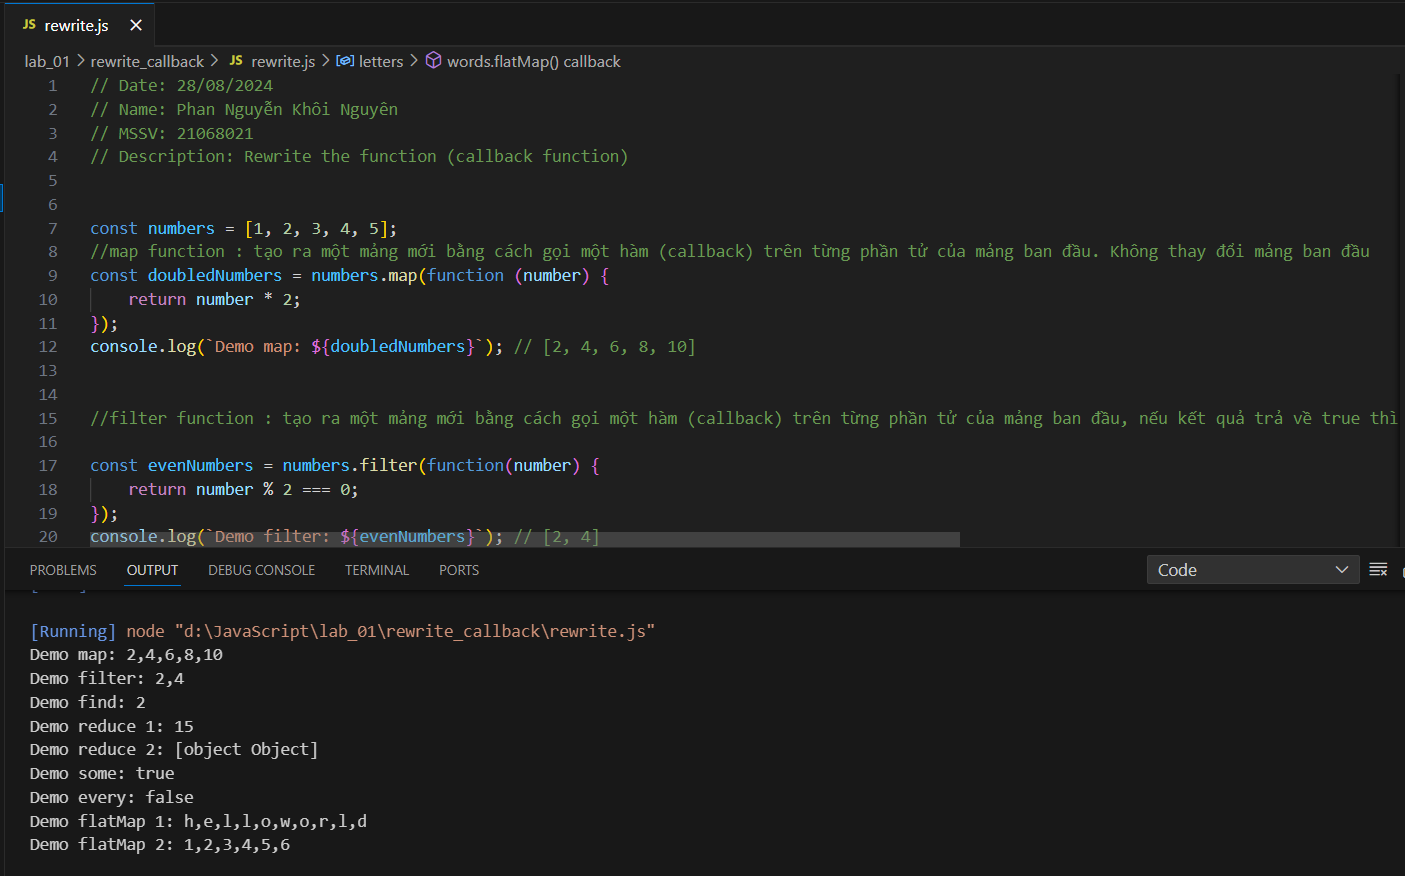 JS rewrite.js
lab_01 > rewrite_callback > JS rewrite.js > letters > words.flatMap() callback
1 // Date: 28/08/2024
2 // Name: Phan Nguyễn Khôi Nguyên
3 // MSSV: 21068021
4 // Description: Rewrite the function (callback function)
5
6
7 const numbers = [1, 2, 3, 4, 5];
8 //map function : tạo ra một mảng mới bằng cách gọi một hàm (callback) trên từng phần tử của mảng ban đầu. Không thay đổi mảng ban đầu
9 const doubledNumbers = numbers.map(function (number) {
10     return number * 2;
11 });
12 console.log(`Demo map: ${doubledNumbers}`); // [2, 4, 6, 8, 10]
13
14
15 //filter function : tạo ra một mảng mới bằng cách gọi một hàm (callback) trên từng phần tử của mảng ban đầu, nếu kết quả trả về true thì
16
17 const evenNumbers = numbers.filter(function(number) {
18     return number % 2 === 0;
19 });
20 console.log(`Demo filter: ${evenNumbers}`); // [2, 4]
PROBLEMS OUTPUT DEBUG CONSOLE TERMINAL PORTS Code
[Running] node "d:\JavaScript\lab_01\rewrite_callback\rewrite.js"
Demo map: 2,4,6,8,10
Demo filter: 2,4
Demo find: 2
Demo reduce 1: 15
Demo reduce 2: [object Object]
Demo some: true
Demo every: false
Demo flatMap 1: h,e,l,l,o,w,o,r,l,d
Demo flatMap 2: 1,2,3,4,5,6